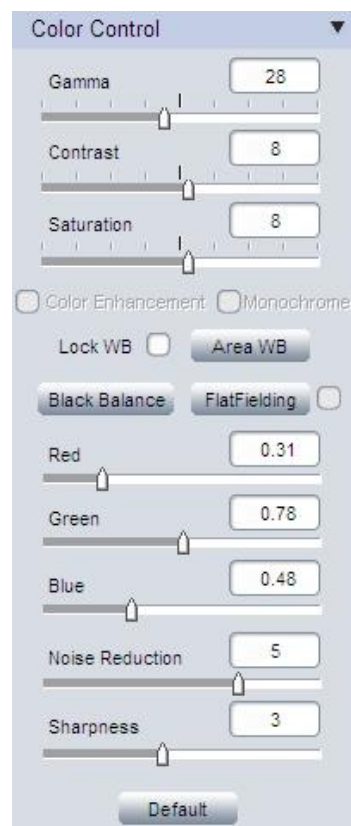 Color Control
Gamma 28
Contrast 8
Saturation 8
Color Enhancement Monochrome
Lock WB Area WB
Black Balance FlatFielding
Red 0.31
Green 0.78
Blue 0.48
Noise Reduction 5
Sharpness 3
Default